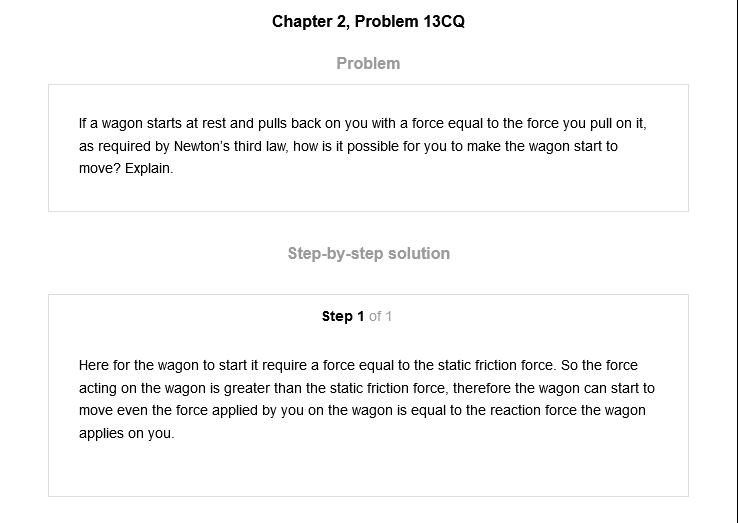 Chapter 2, Problem 13CQ
Problem
If a wagon starts at rest and pulls back on you with a force equal to the force you pull on it,
as required by Newton's third law, how is it possible for you to make the wagon start to
move? Explain.
Step-by-step solution
Step 1 of 1
Here for the wagon to start it require a force equal to the static friction force. So the force
acting on the wagon is greater than the static friction force, therefore the wagon can start to
move even the force applied by you on the wagon is equal to the reaction force the wagon
applies on you.